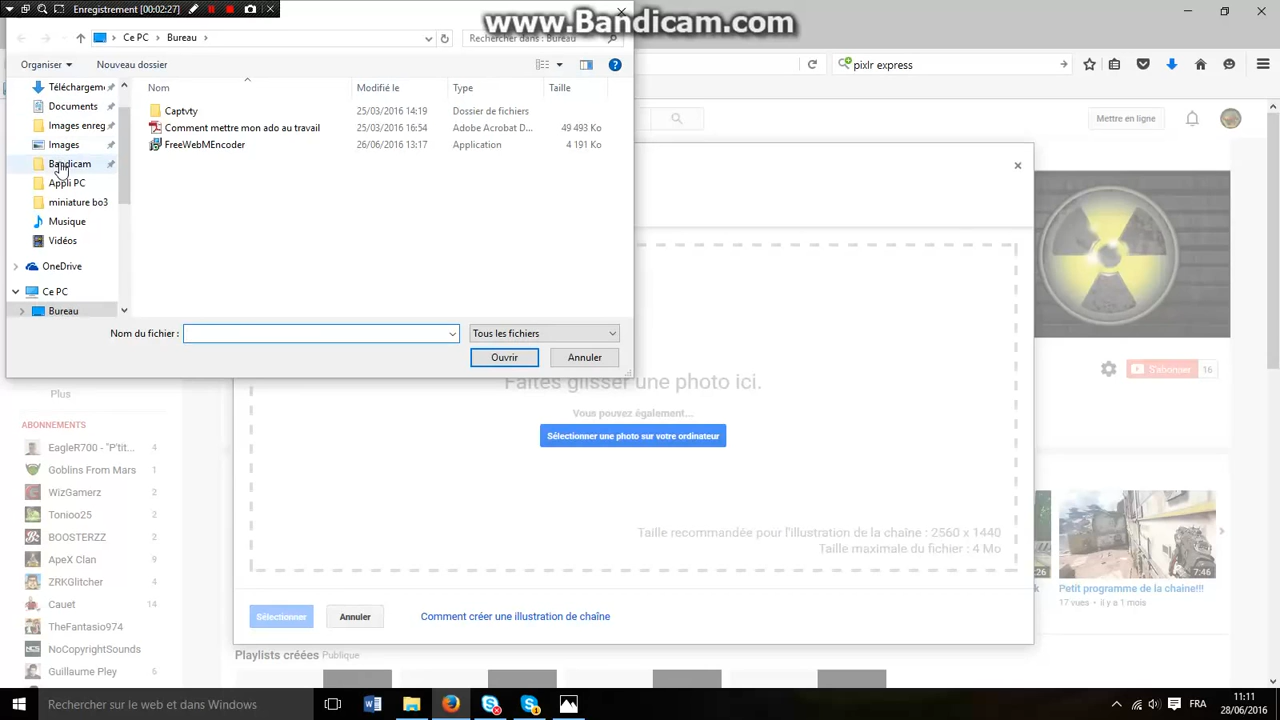 Enregistrement [00:02:27]
www.Bandicam.com
Ce PC > Bureau >
Rechercher dans : Bureau
Organiser
Nouveau dossier
pixlr express
Nom
Modifié le
Type
Taille
Captvty
25/03/2016 14:19
Dossier de fichiers
Comment mettre mon ado au travail
25/03/2016 16:54
Adobe Acrobat D...
49 493 Ko
FreeWebMEncoder
26/06/2016 13:17
Application
4 191 Ko
Téléchargem
Documents
Images enreg
Images
Bandicam
Appli PC
miniature bo3
Musique
Vidéos
OneDrive
Ce PC
Bureau
Nom du fichier :
Tous les fichiers
Ouvrir
Annuler
Mettre en ligne
Faites glisser une photo ici.
Vous pouvez également...
Sélectionner une photo sur votre ordinateur
Taille recommandée pour l'illustration de la chaîne : 2560 x 1440
Taille maximale du fichier : 4 Mo
Sélectionner
Annuler
Comment créer une illustration de chaîne
S'abonner 16
Plus
ABONNEMENTS
EagleR700 - "P'tit... 4
Goblins From Mars 1
WizGamerz 2
Tonioo25 2
BOOSTERZZ 2
ApeX Clan 9
ZRKGlitcher 4
Cauet 14
TheFantasio974 2
NoCopyrightSounds 2
Guillaume Pley 2
:26
7:46
Petit programme de la chaine!!!
17 vues • il y a 1 mois
Playlists créées Publique
Rechercher sur le web et dans Windows
FRA
11:11
28/06/2016